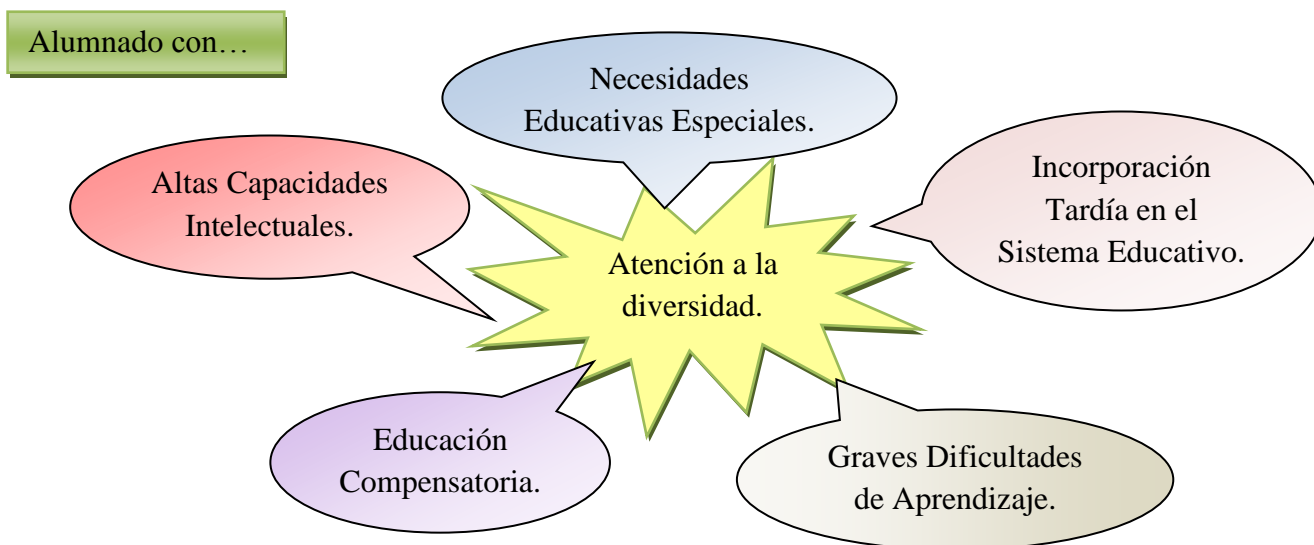 Alumnado con…
Necesidades
Educativas Especiales.
Altas Capacidades
Intelectuales.
Incorporación
Tardía en el
Sistema Educativo.
Atención a la
diversidad.
Educación
Compensatoria.
Graves Dificultades
de Aprendizaje.